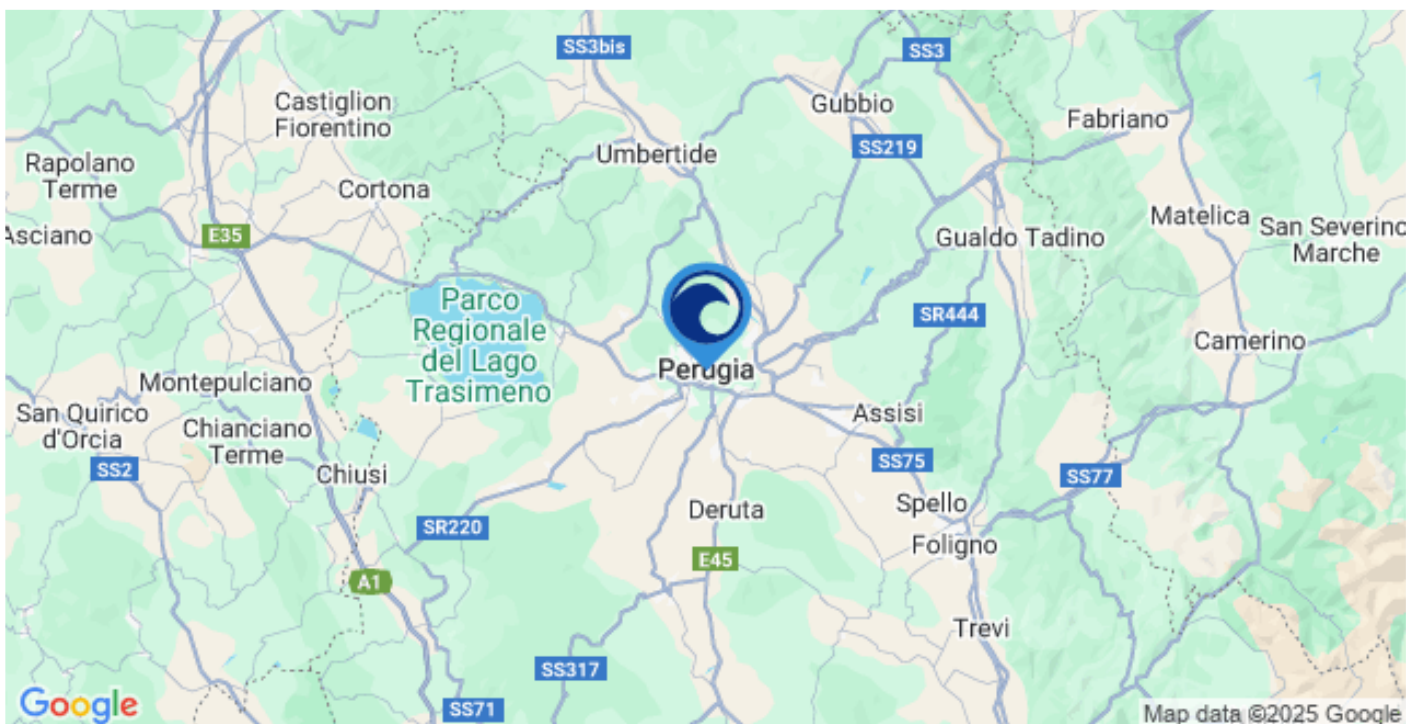 SS3bis
SS3
Castiglion
Fiorentino
Gubbio
Fabriano
SS219
Umbertide
Rapolano
Terme
Cortona
Matelica
Asciano
E35
Gualdo Tadino
San Severino
Marche
Parco
Regionale
del Lago
Trasimeno
SR444
Camerino
Perugia
Montepulciano
San Quirico
d'Orcia
Assisi
Chianciano
Terme
SS2
Chiusi
SS75
SS77
Spello
Deruta
SR220
Foligno
E45
A1
Trevi
SS317
Google
SS71
Map data ©2025 Google